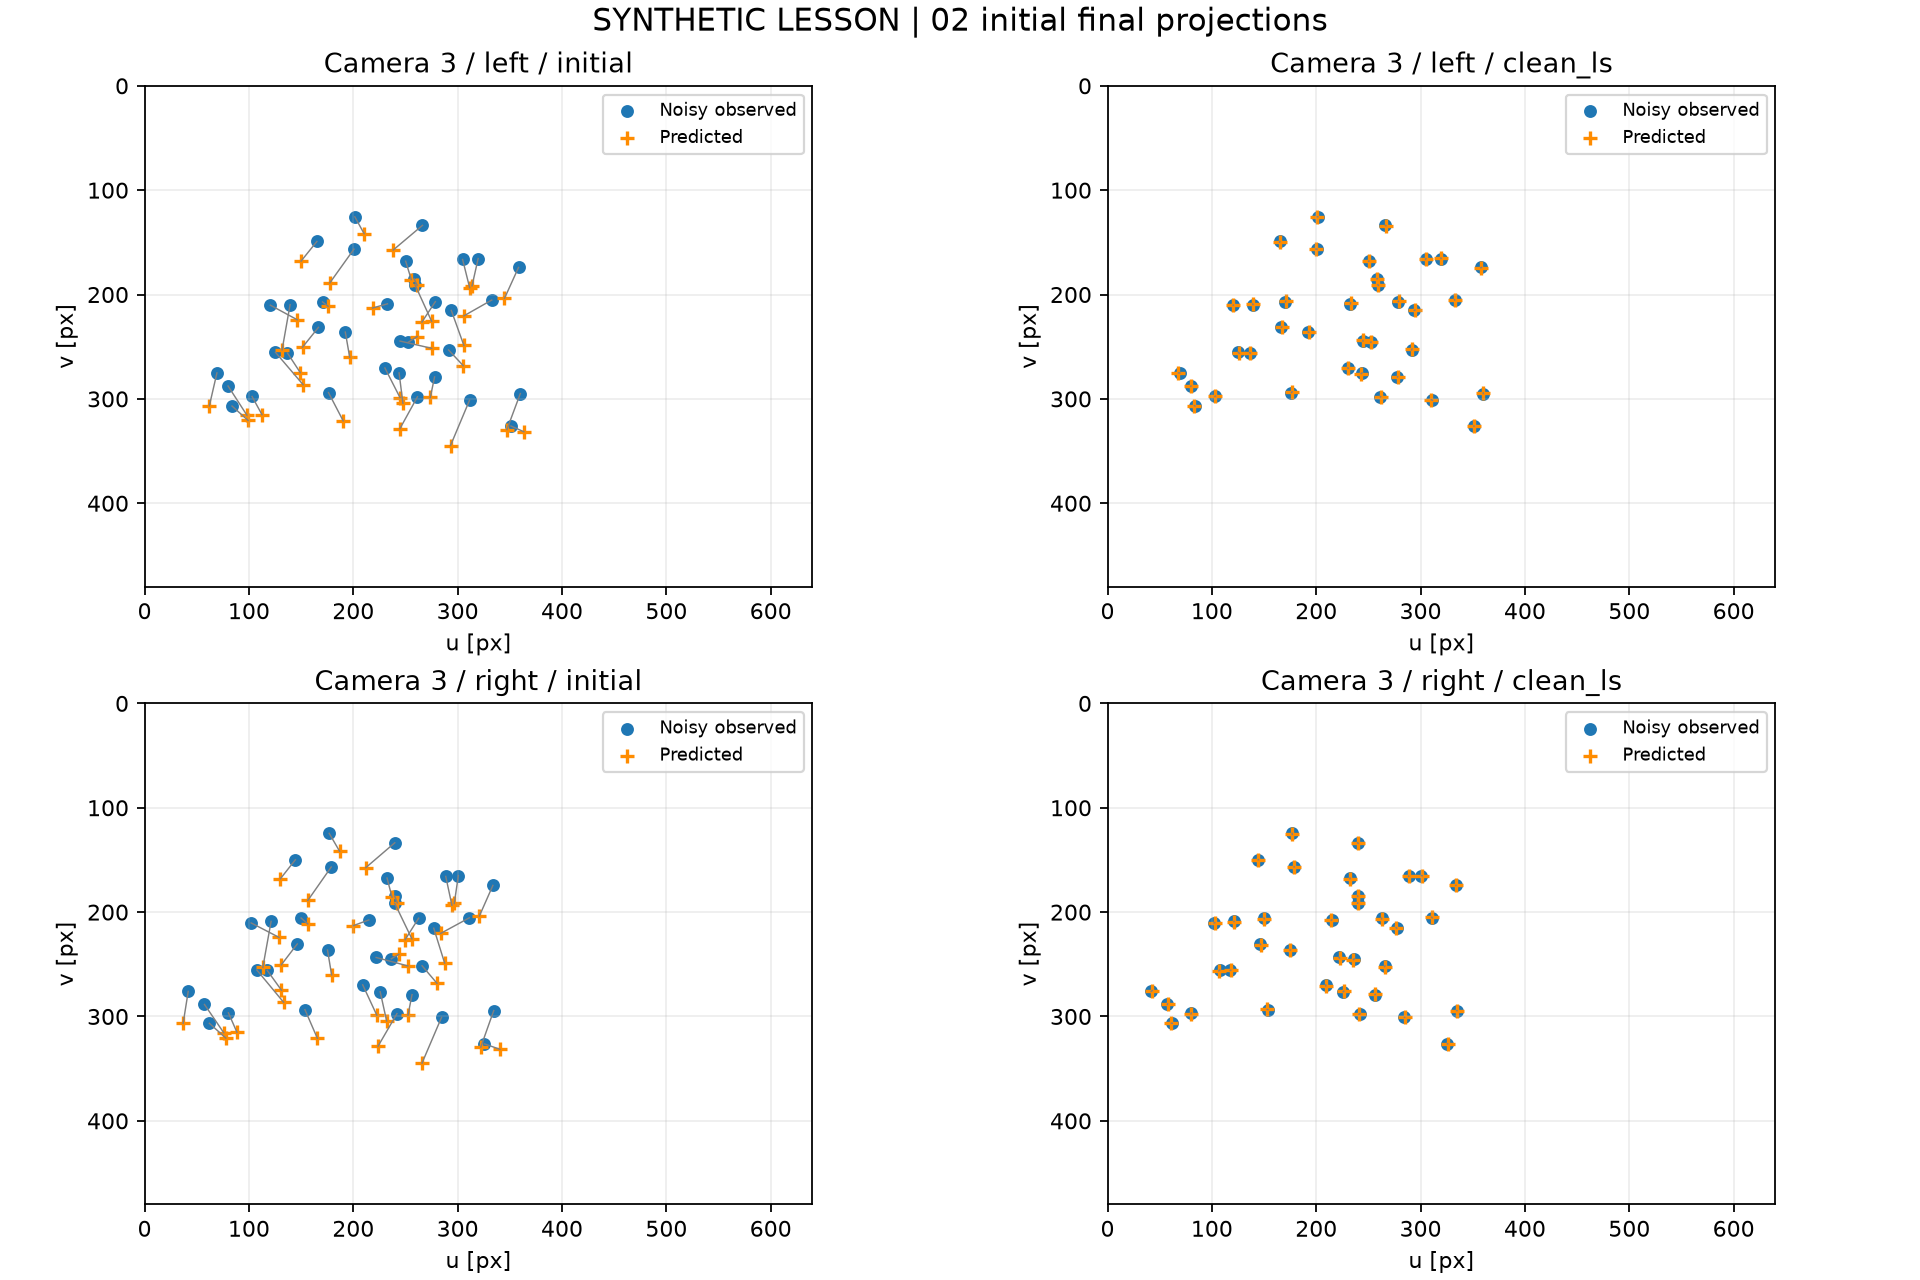 SYNTHETIC LESSON | 02 initial final projections
Camera 3 / left / initial
Noisy observed
Predicted
0
100
200
300
400
v [px]
0 100 200 300 400 500 600
u [px]
Camera 3 / left / clean_ls
Noisy observed
Predicted
0
100
200
300
400
v [px]
0 100 200 300 400 500 600
u [px]
Camera 3 / right / initial
Noisy observed
Predicted
0
100
200
300
400
v [px]
0 100 200 300 400 500 600
u [px]
Camera 3 / right / clean_ls
Noisy observed
Predicted
0
100
200
300
400
v [px]
0 100 200 300 400 500 600
u [px]